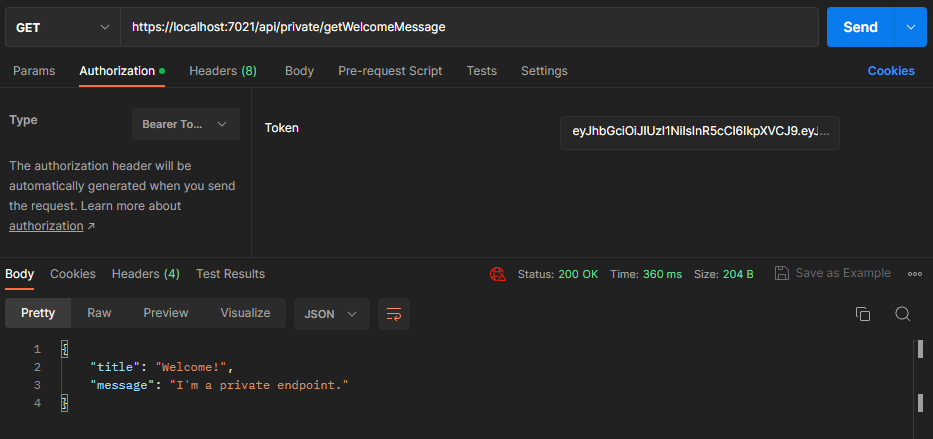 GET https://localhost:7021/api/private/getWelcomeMessage Send
Params Authorization Headers (8) Body Pre-request Script Tests Settings Cookies
Type Bearer To... Token eyJhbGciOiJIUzI1NiIsInR5cCI6IkpXVCJ9.eyJ...
The authorization header will be
automatically generated when you send
the request. Learn more about
authorization ↗
Body Cookies Headers (4) Test Results Status: 200 OK Time: 360 ms Size: 204 B Save as Example
Pretty Raw Preview Visualize JSON
1 {
2 "title": "Welcome!",
3 "message": "I'm a private endpoint."
4 }